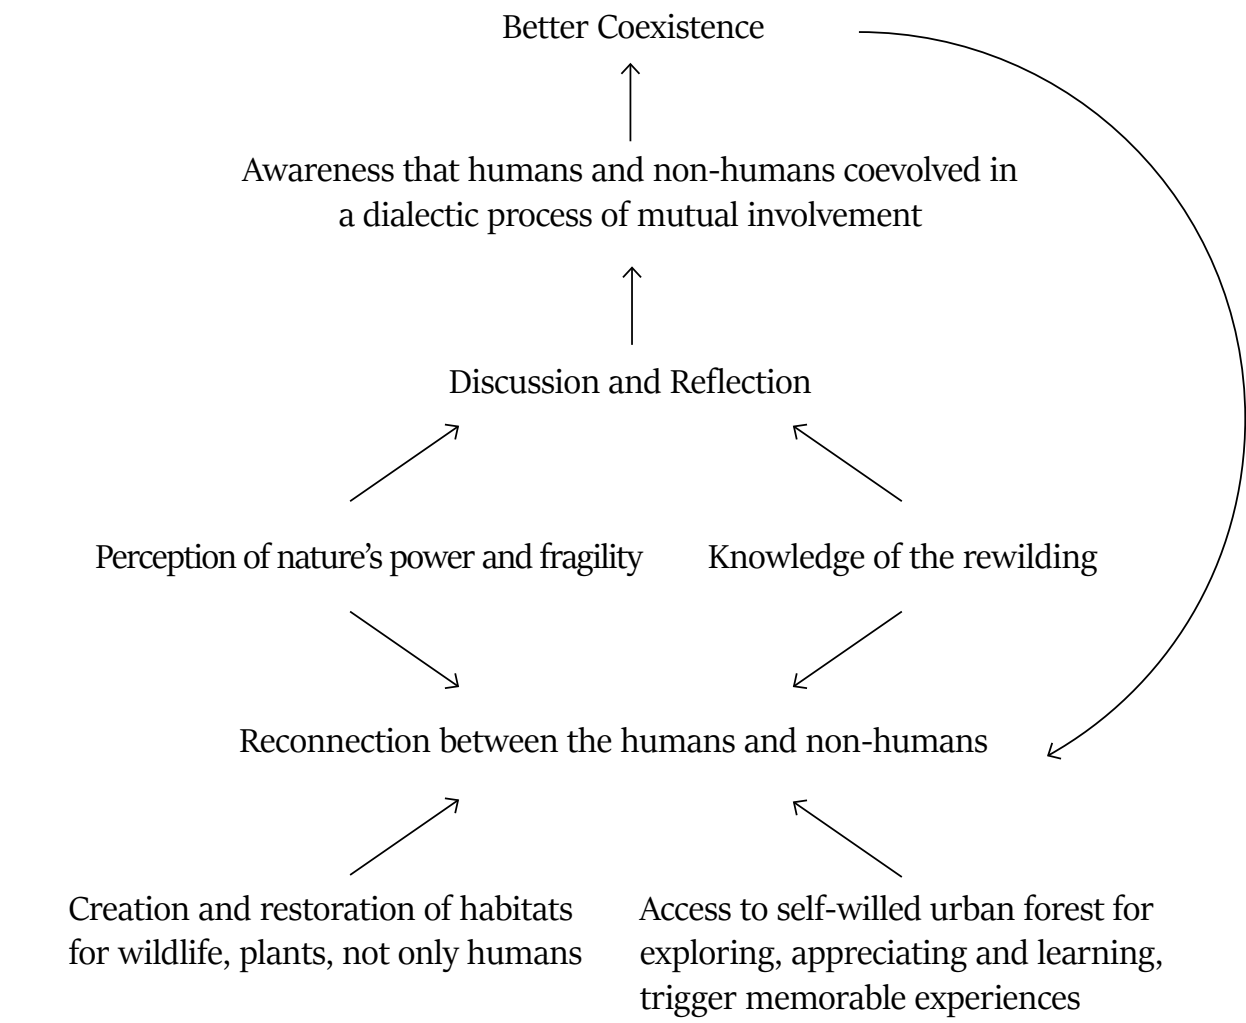 Better Coexistence
Awareness that humans and non-humans coevolved in
a dialectic process of mutual involvement
Discussion and Reflection
Perception of nature’s power and fragility
Knowledge of the rewilding
Reconnection between the humans and non-humans
Creation and restoration of habitats
for wildlife, plants, not only humans
Access to self-willed urban forest for
exploring, appreciating and learning,
trigger memorable experiences